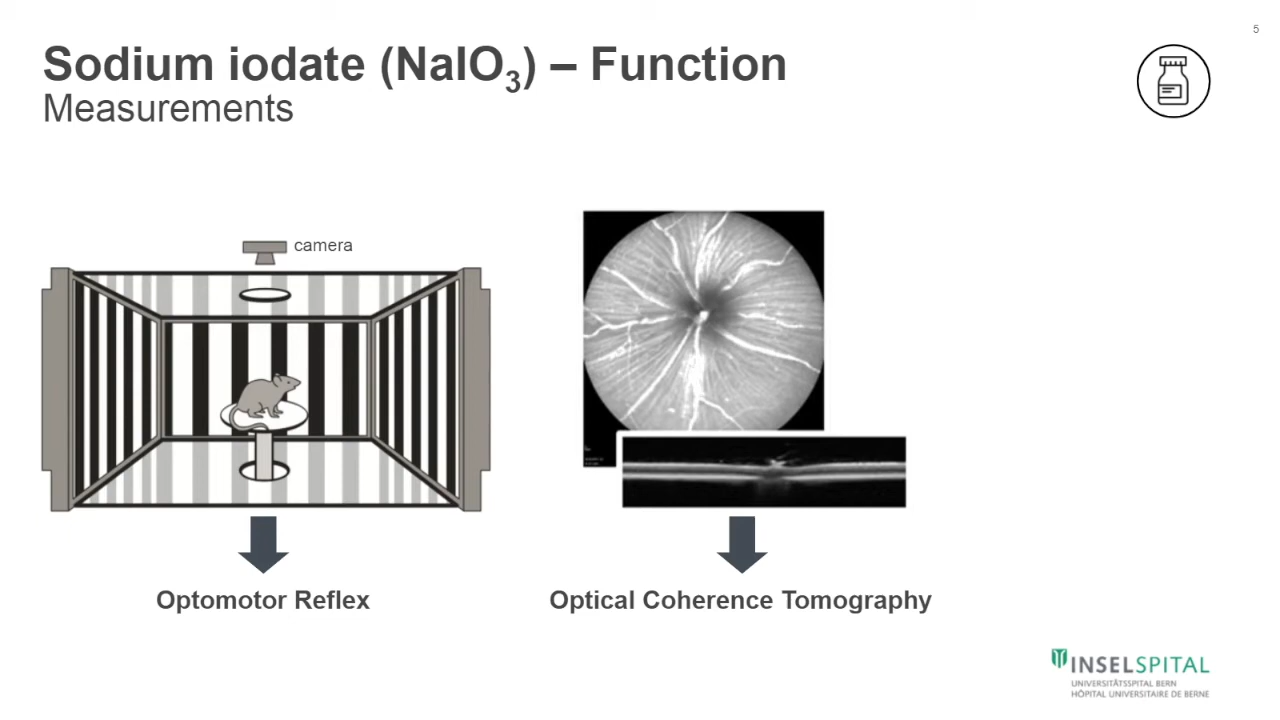 5
Sodium iodate (NaIO₃) – Function
Measurements
camera
Optomotor Reflex
Optical Coherence Tomography
INSELSPITAL
UNIVERSITÄTSSPITAL BERN
HÔPITAL UNIVERSITAIRE DE BERNE